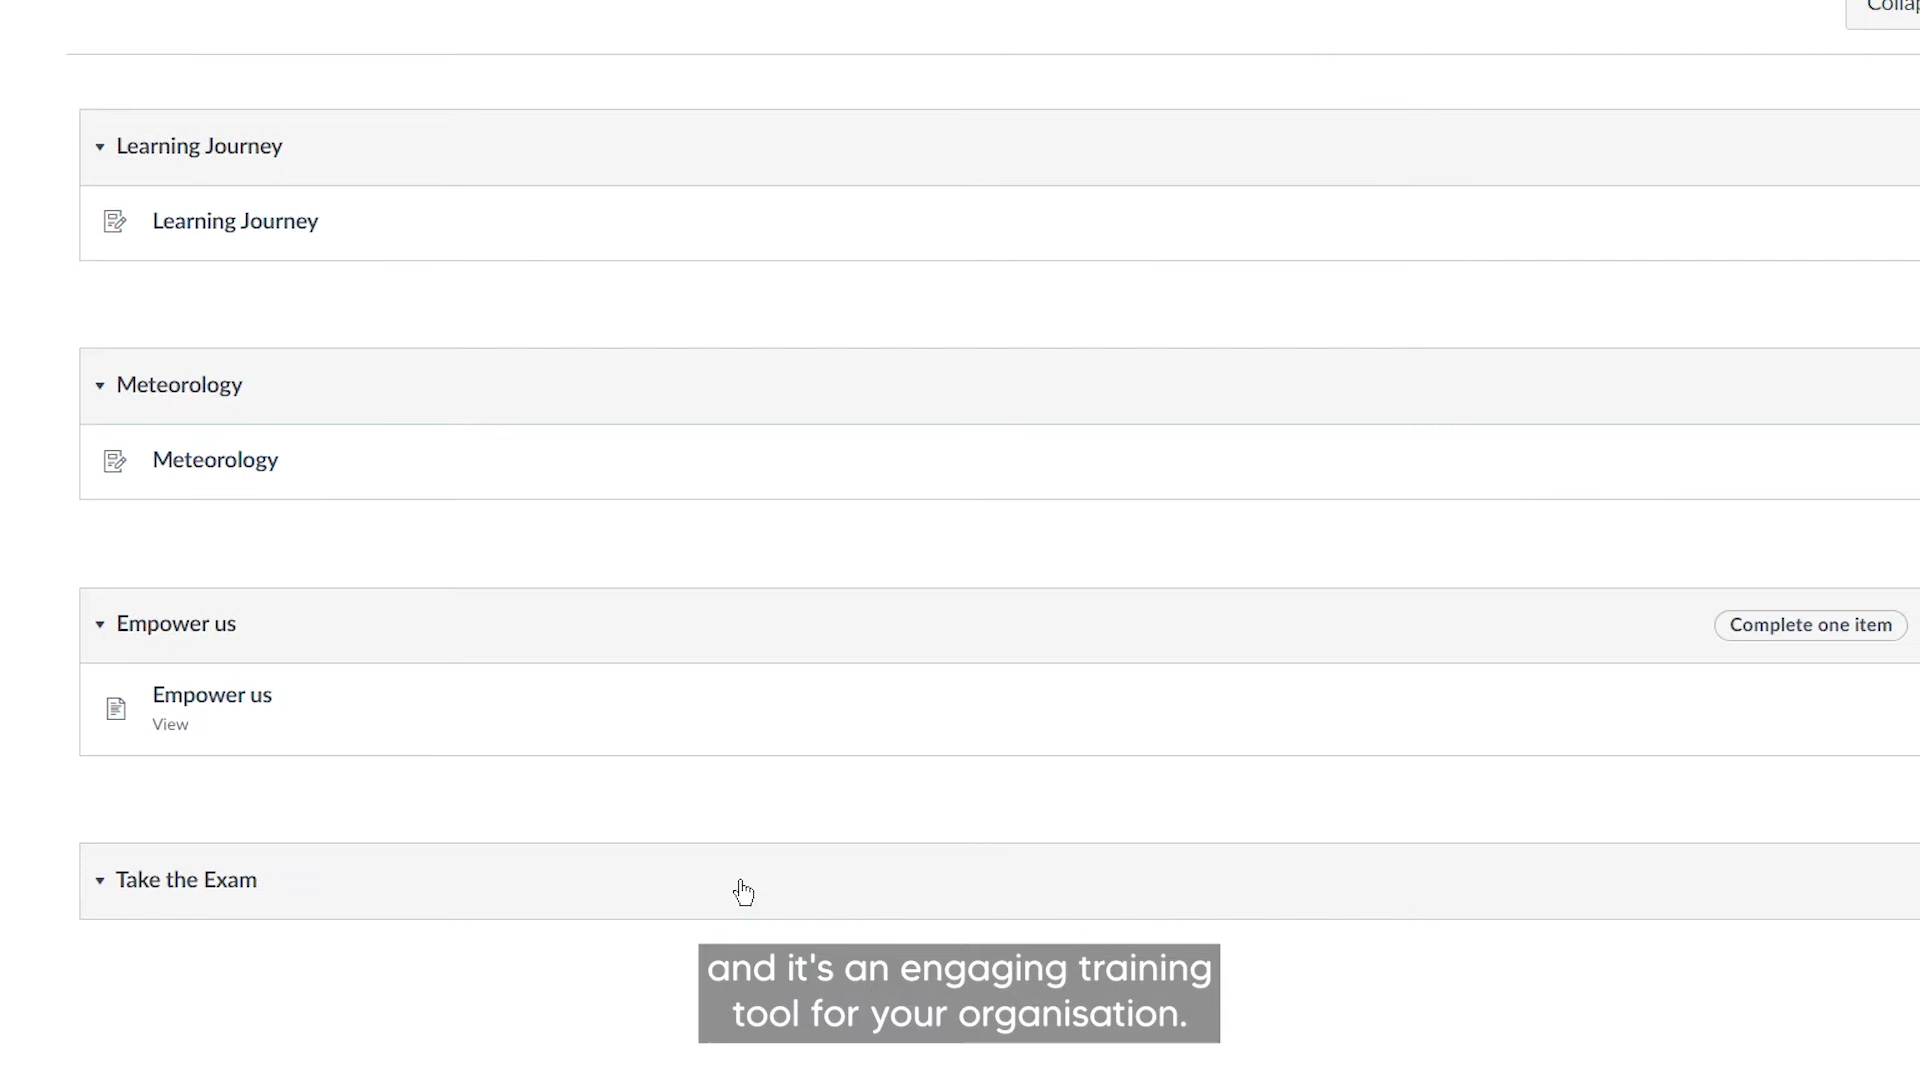 Learning Journey
Learning Journey
Meteorology
Meteorology
Empower us
Complete one item
Empower us
View
Take the Exam
and it's an engaging training
tool for your organisation.